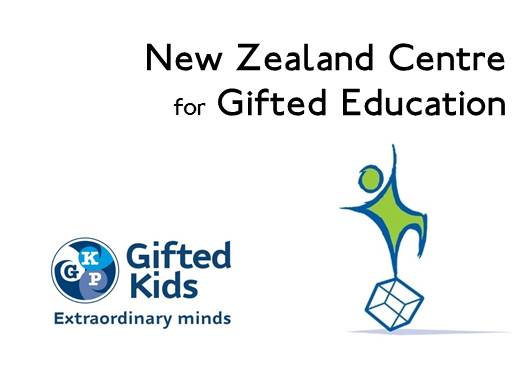 New Zealand Centre
for Gifted Education
G K P
Gifted
Kids
Extraordinary minds